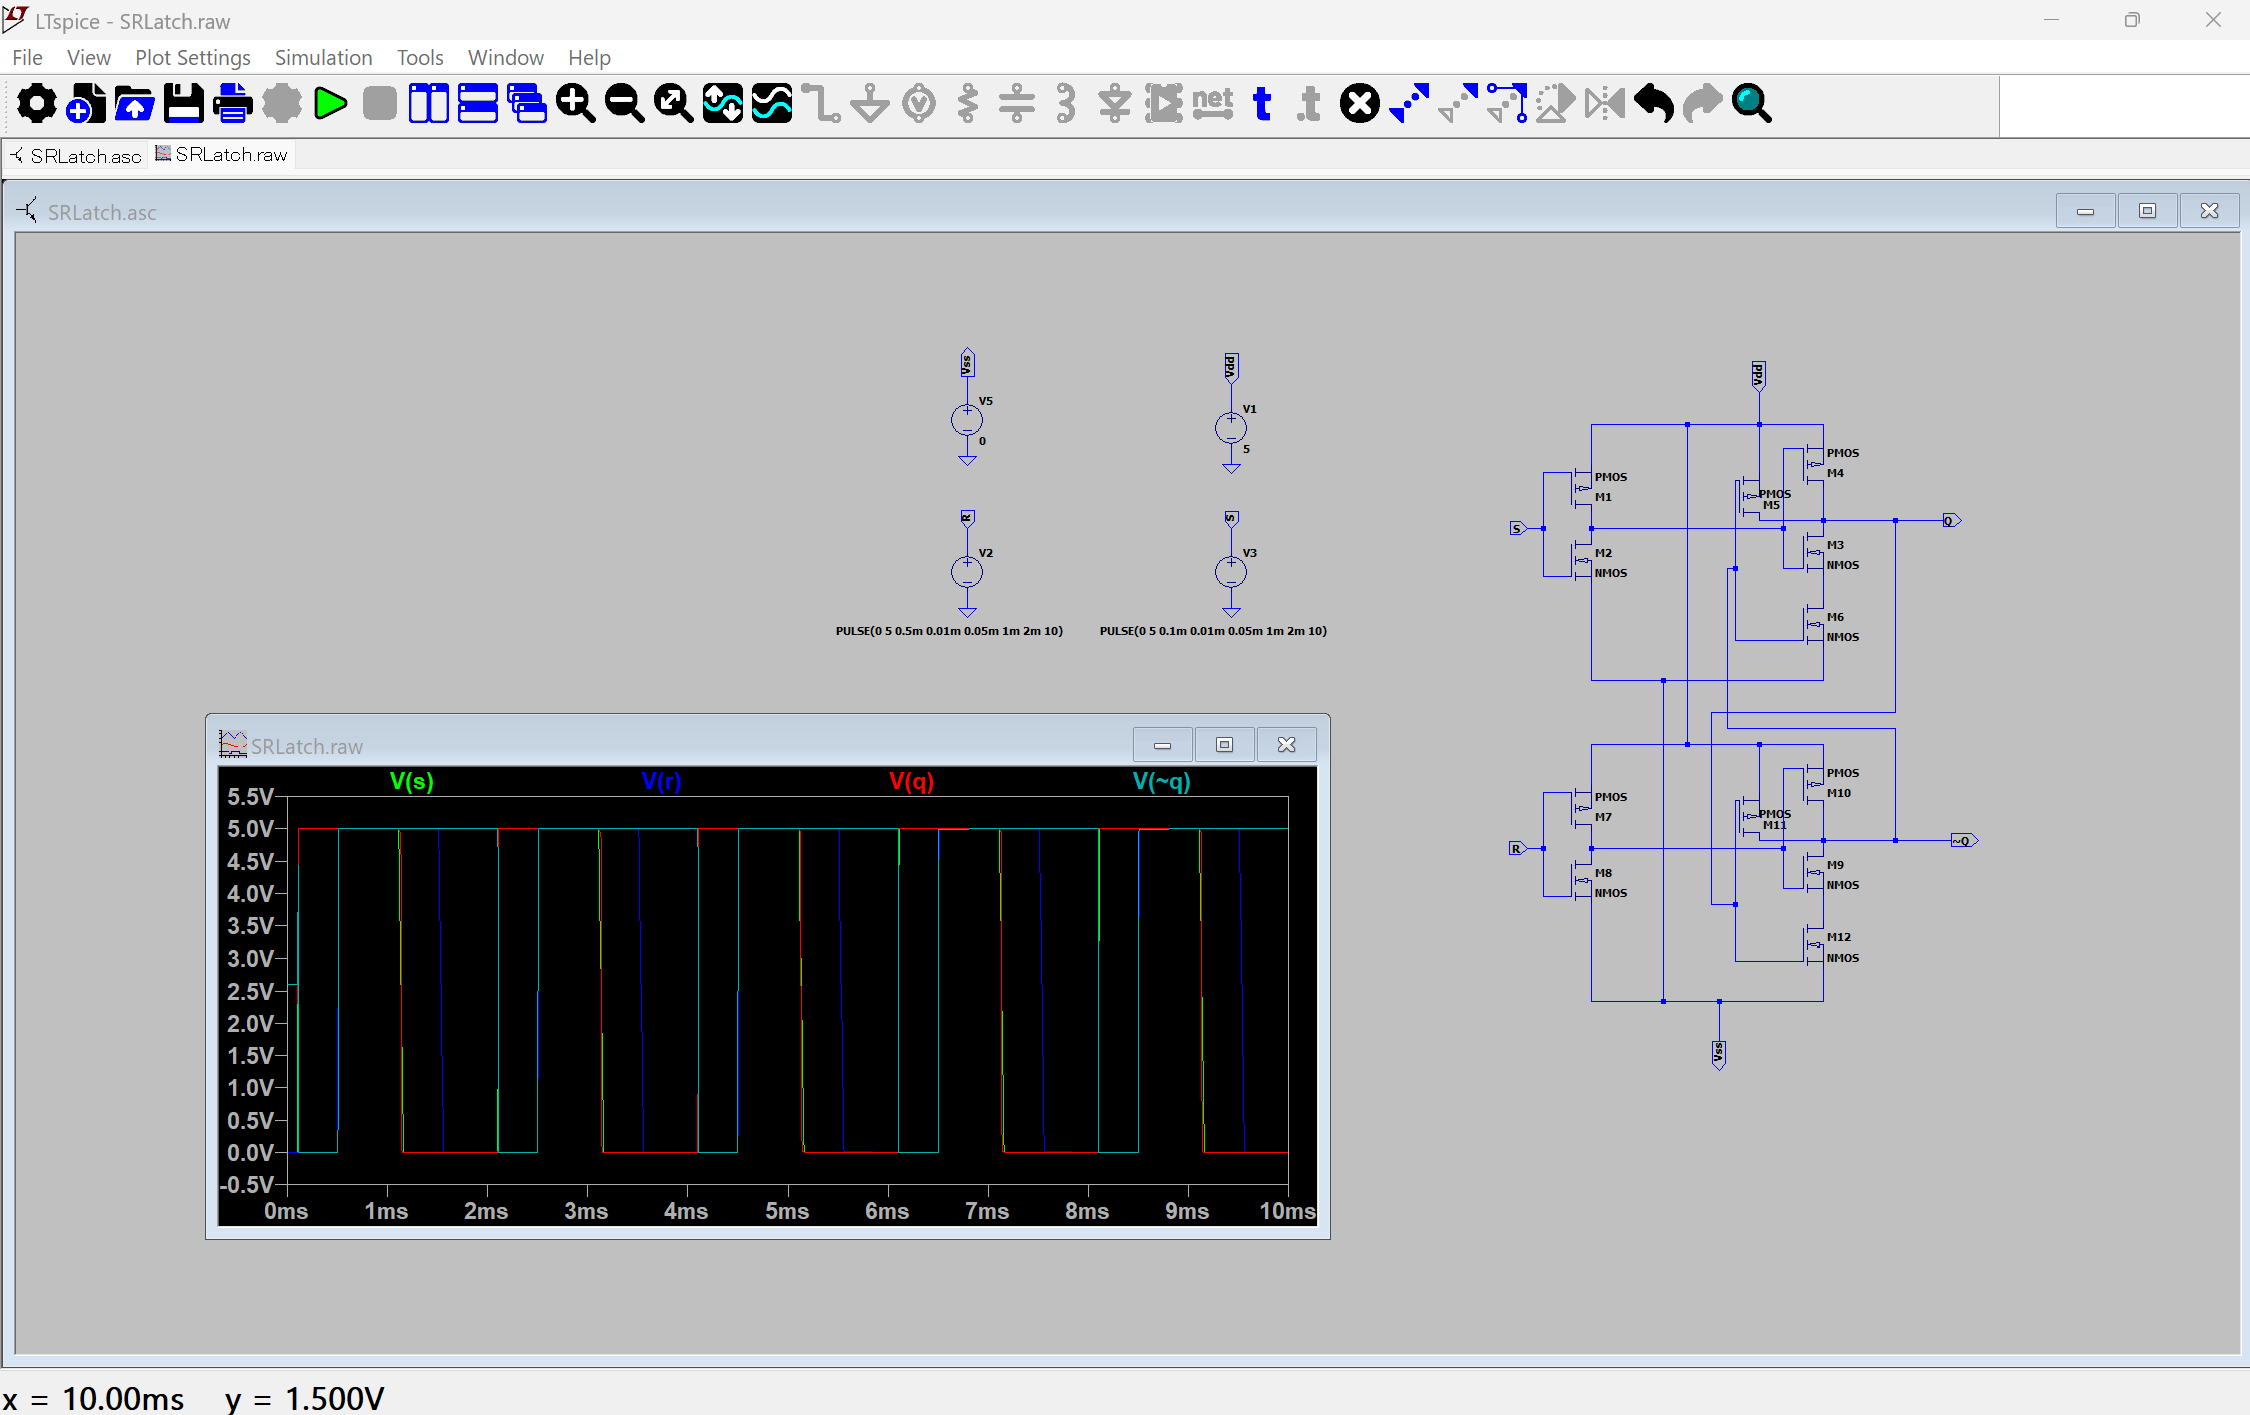 LTspice - SRLatch.raw
File View Plot Settings Simulation Tools Help Window Help
net t .t
SRLatch.asc SRLatch.raw
SRLatch.asc
Vss
V5
0
Vdd
V1
5
R
V2
PULSE(0 5 0.5m 0.01m 0.05m 1m 2m 10)
S
V3
PULSE(0 5 0.1m 0.01m 0.05m 1m 2m 10)
Vdd
PMOS
M4
PMOS
M1
PMOS
M5
S
Q
M3
NMOS
M2
NMOS
M6
NMOS
PMOS
M10
PMOS
M7
PMOS
M11
R
~Q
M9
NMOS
M8
NMOS
M12
NMOS
Vss
SRLatch.raw
V(s) V(r) V(q) V(~q)
5.5V
5.0V
4.5V
4.0V
3.5V
3.0V
2.5V
2.0V
1.5V
1.0V
0.5V
0.0V
-0.5V
0ms 1ms 2ms 3ms 4ms 5ms 6ms 7ms 8ms 9ms 10ms
x = 10.00ms y = 1.500V